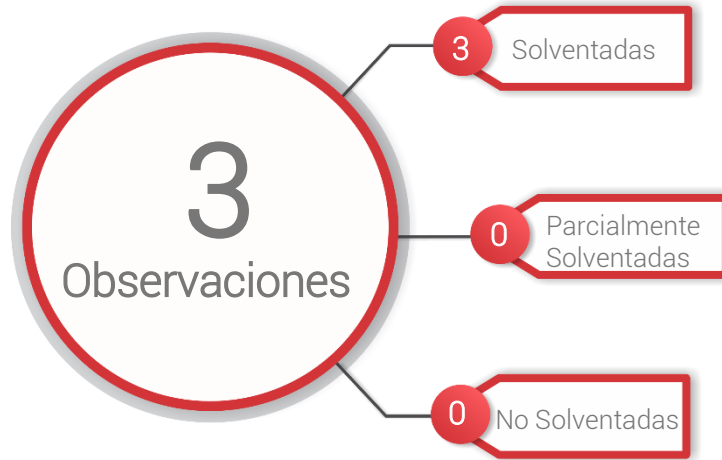 3
Observaciones
3
Solventadas
0
Parcialmente
Solventadas
0
No Solventadas